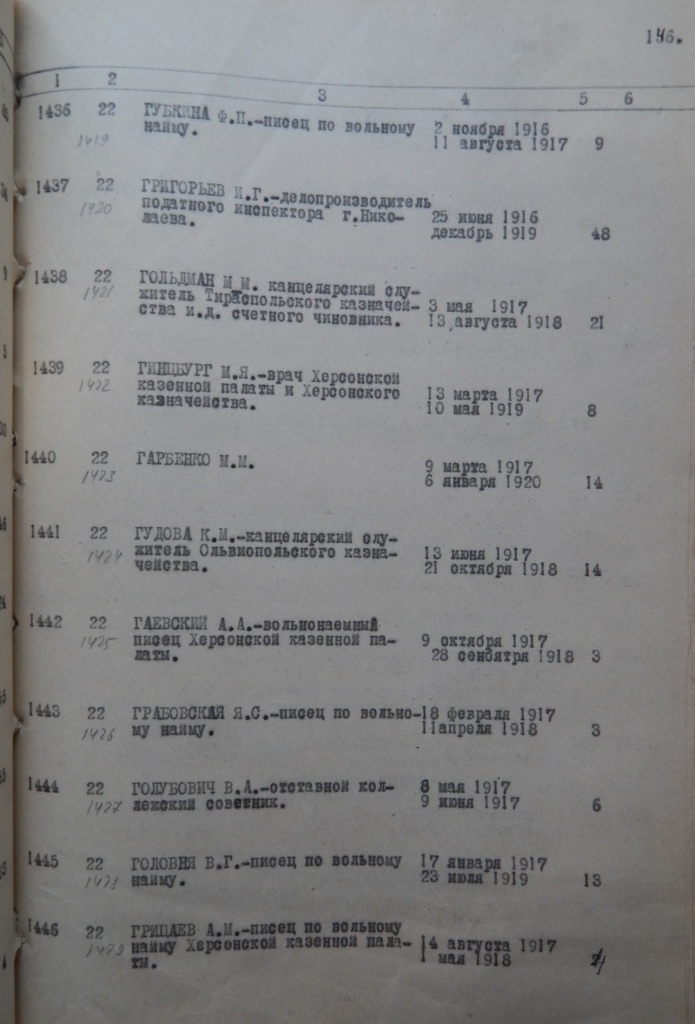 146.
1 2 3 4 5 6
1436 22 ГУБКИНА Ф.П.-писец по вольному
найму. 2 ноября 1916
1419 11 августа 1917 9
1437 22 ГРИГОРЬЕВ И.Г.-делопроизводитель
1420 податного инспектора г.Нико- 25 июня 1916
лаева. декабрь 1919 48
1438 22 ГОЛЬДМАН М.М. канцелярский слу-
1421 житель Тираспольского казначей- 3 мая 1917
ства и.д. счетного чиновника. 13 августа 1918 21
1439 22 ГИНЦБУРГ М.Я.-врач Херсонской
1422 казенной палаты и Херсонского 13 марта 1917
казначейства. 10 мая 1919 8
1440 22 ГАРБЕНКО М.М. 9 марта 1917
1423 6 января 1920 14
1441 22 ГУДОВА К.М.-канцелярский слу-
1424 житель Ольвиопольского казна- 13 июня 1917
чейства. 21 октября 1918 14
1442 22 ГАЕВСКИЙ А.А.-вольнонаемный
1425 писец Херсонской казенной па- 9 октября 1917
латы. 28 сенбятря 1918 3
1443 22 ГРАБОВСКАЯ Я.С.-писец по вольно- 18 февраля 1917
1426 му найму. 11 апреля 1918 3
1444 22 ГОЛУБОВИЧ В.А.-отставной кол- 8 мая 1917
1427 лежский советник. 9 июня 1917 6
1445 22 ГОЛОВНЯ В.Г.-писец по вольному 17 января 1917
1428 найму. 23 июля 1919 13
1446 22 ГРИЦАЕВ А.М.-писец по вольному
1429 найму Херсонской казенной пала- 14 августа 1917
ты. 1 мая 1918